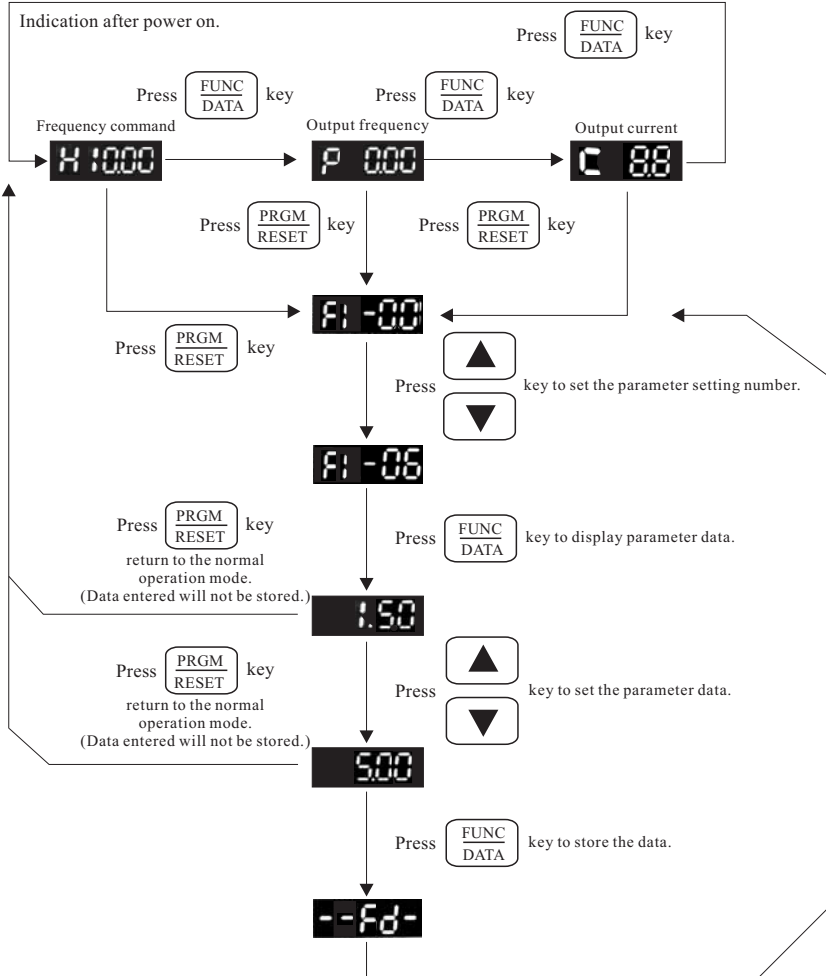 Indication after power on.
Press FUNC key
DATA
Press FUNC key
DATA
Press FUNC key
DATA
Frequency command
Output frequency
Output current
H 10.00
P 0.00
C 8.8
Press PRGM key
RESET
Press PRGM key
RESET
F1 -00
Press PRGM key
RESET
▲
Press key to set the parameter setting number.
▼
F1 -06
Press PRGM key
RESET
return to the normal
operation mode.
(Data entered will not be stored.)
Press FUNC key to display parameter data.
DATA
1.50
Press PRGM key
RESET
return to the normal
operation mode.
(Data entered will not be stored.)
▲
Press key to set the parameter data.
▼
5.00
Press FUNC key to store the data.
DATA
--Fd-